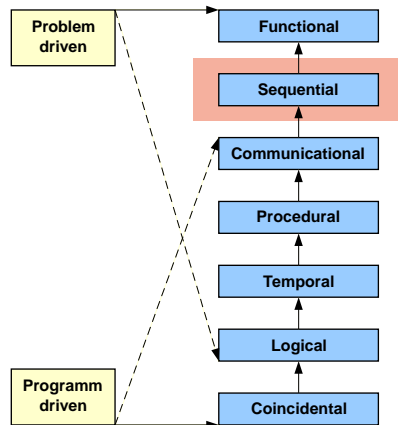 Problem
driven
Functional
Sequential
Communicational
Procedural
Temporal
Logical
Programm
driven
Coincidental